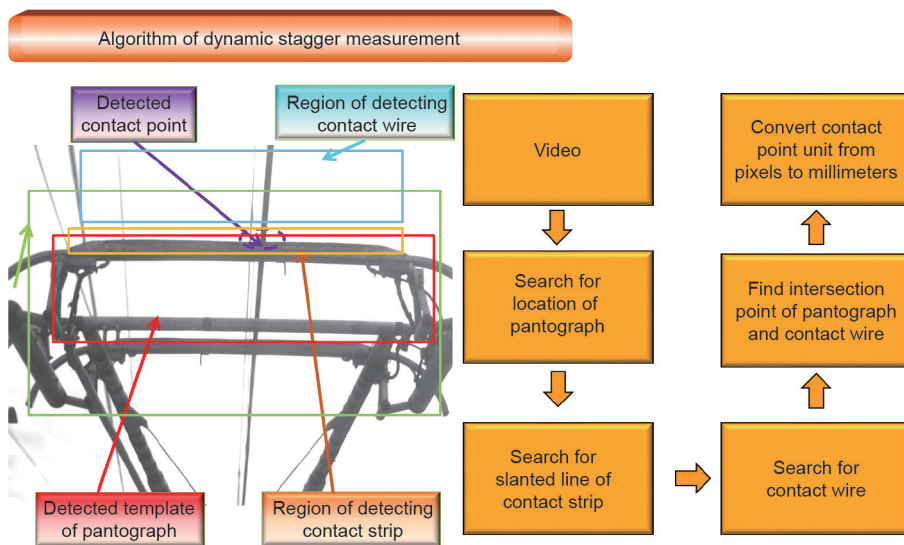 Algorithm of dynamic stagger measurement
Detected
contact point
Region of detecting
contact wire
Detected template
of pantograph
Region of detecting
contact strip
Video
Search for
location of
pantograph
Search for
slanted line of
contact strip
Search for
contact wire
Find intersection
point of pantograph
and contact wire
Convert contact
point unit from
pixels to millimeters